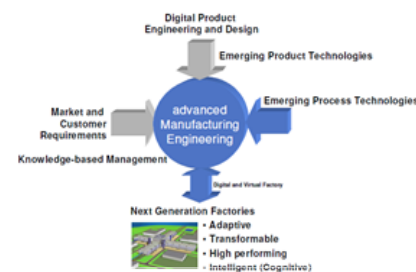 Digital Product
Engineering and Design
Emerging Product Technologies
Emerging Process Technologies
advanced
Manufacturing
Engineering
Market and
Customer
Requirements
Knowledge-based Management
Digital and Virtual Factory
Next Generation Factories
• Adaptive
• Transformable
• High performing
• Intelligent (Cognitive)